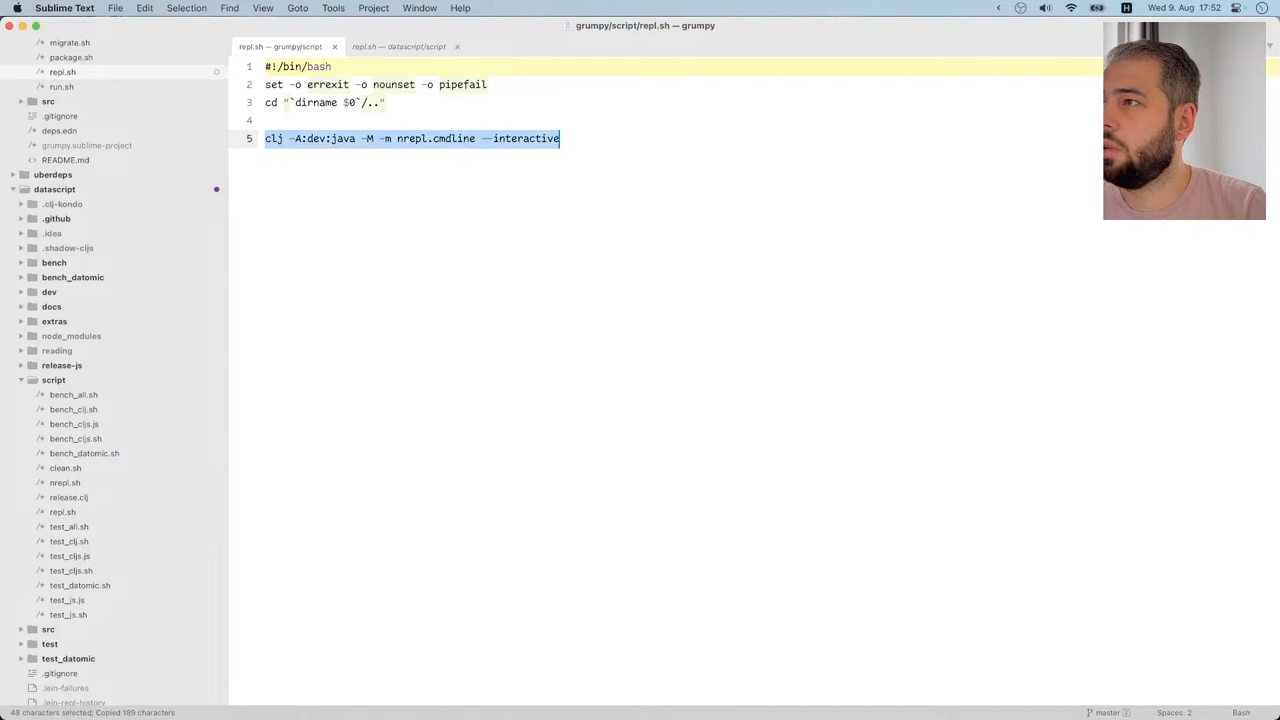 Sublime Text File Edit Selection Find View Goto Tools Project Window Help
H Wed 9. Aug 17:52
grumpy/script/repl.sh — grumpy
migrate.sh
package.sh
repl.sh
run.sh
src
.gitignore
deps.edn
grumpy.sublime-project
README.md
uberdeps
datascript
.clj-kondo
.github
.idea
.shadow-cljs
bench
bench_datomic
dev
docs
extras
node_modules
reading
release-js
script
bench_all.sh
bench_clj.sh
bench_cljs.js
bench_cljs.sh
bench_datomic.sh
clean.sh
nrepl.sh
release.clj
repl.sh
test_all.sh
test_clj.sh
test_cljs.js
test_cljs.sh
test_datomic.sh
test_js.js
test_js.sh
src
test
test_datomic
.gitignore
.lein-failures
.lein-repl-history
repl.sh — grumpy/script ×
repl.sh — datascript/script ×
1 #!/bin/bash
2 set -o errexit -o nounset -o pipefail
3 cd "`dirname $0`/.."
4
5 clj -A:dev:java -M -m nrepl.cmdline --interactive
49 characters selected; Copied 189 characters
master 2 Spaces: 2 Bash